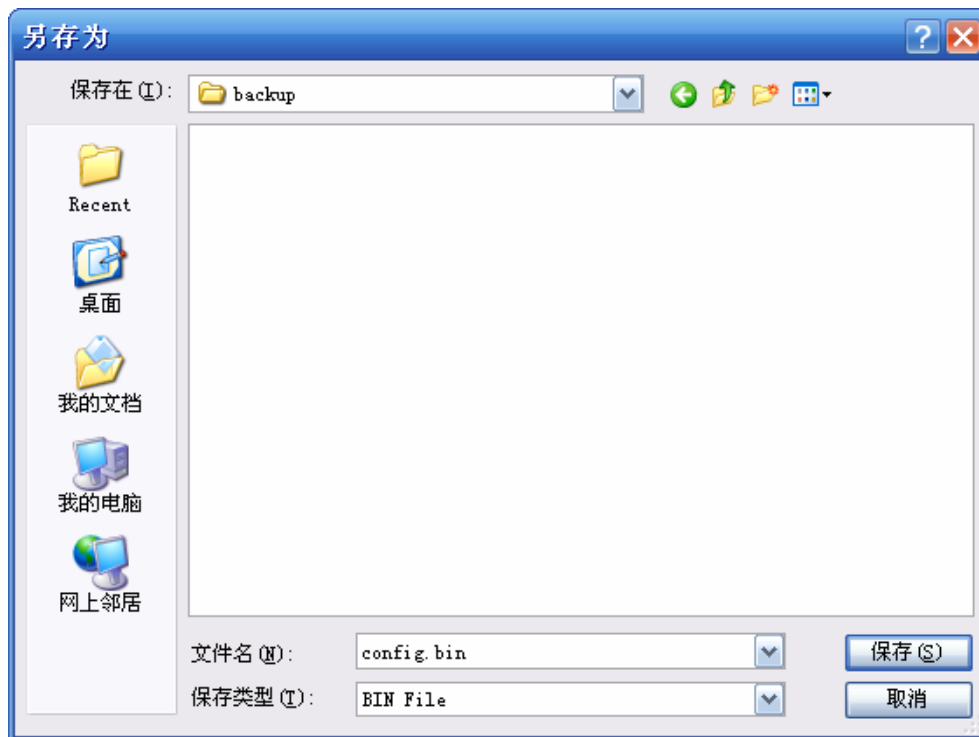 另存为
保存在(I):
backup
Recent
桌面
我的文档
我的电脑
网上邻居
文件名(N):
config.bin
保存(S)
保存类型(T):
BIN File
取消